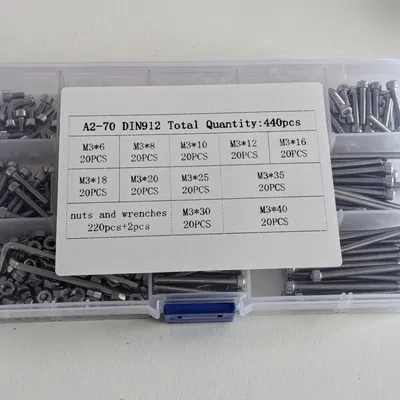 A2-70 DIN912 Total Quantity:440pcs
M3*6 M3*8 M3*10 M3*12 M3*16
20PCS 20PCS 20PCS 20PCS 20PCS
M3*18 M3*20 M3*25 M3*35
20PCS 20PCS 20PCS 20PCS
nuts and wrenches M3*30 M3*40
220pcs+2pcs 20PCS 20PCS